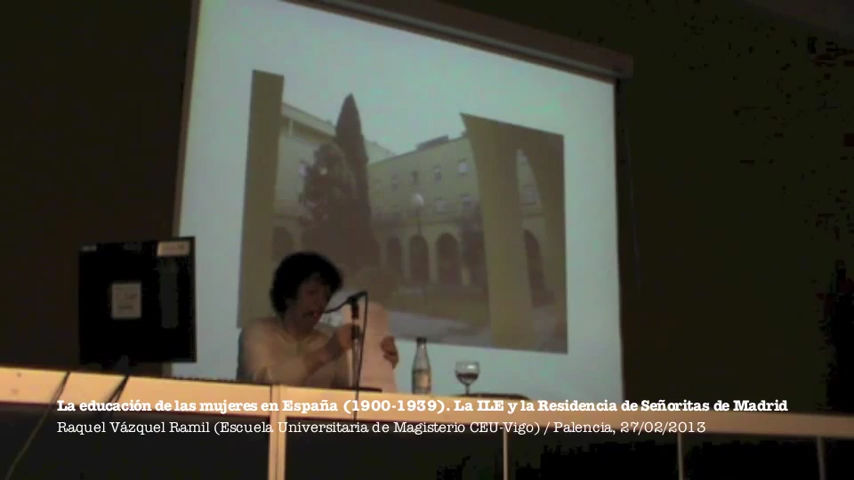 La educación de las mujeres en España (1900-1939). La ILE y la Residencia de Señoritas de Madrid
Raquel Vázquel Ramil (Escuela Universitaria de Magisterio CEU-Vigo) / Palencia, 27/02/2013